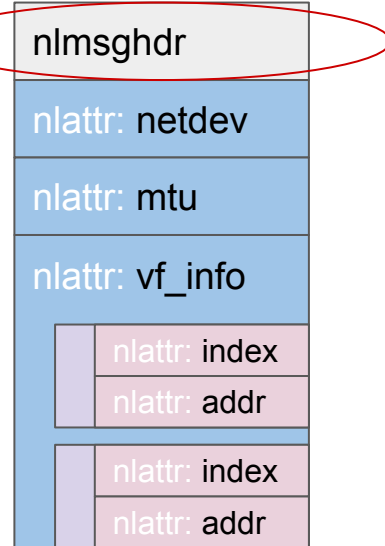 nlmsghdr
nlattr: netdev
nlattr: mtu
nlattr: vf_info
nlattr: index
nlattr: addr
nlattr: index
nlattr: addr